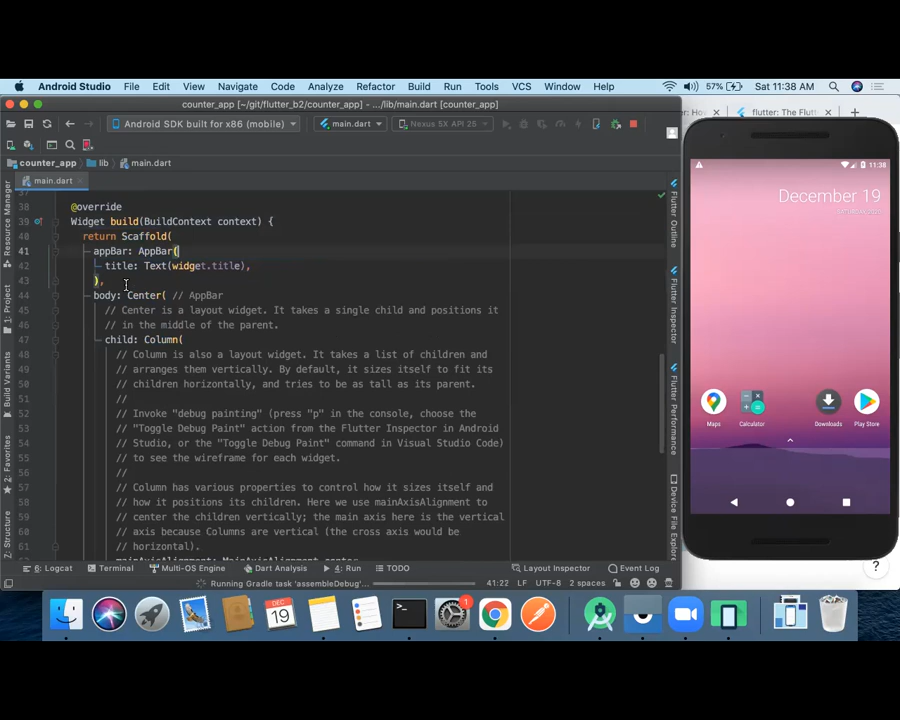 Android Studio File Edit View Navigate Code Analyze Refactor Build Run Tools VCS Window Help 57% Sat 11:38 AM
counter_app [~/git/flutter_b2/counter_app] - .../lib/main.dart [counter_app]
Android SDK built for x86 (mobile) main.dart Nexus 5X API 25
flutter: The Flutt
counter_app lib main.dart
main.dart
37
38 @override
39 Widget build(BuildContext context) {
40 return Scaffold(
41 appBar: AppBar(
42 title: Text(widget.title),
43 ),
44 body: Center( // AppBar
45 // Center is a layout widget. It takes a single child and positions it
46 // in the middle of the parent.
47 child: Column(
48 // Column is also a layout widget. It takes a list of children and
49 // arranges them vertically. By default, it sizes itself to fit its
50 // children horizontally, and tries to be as tall as its parent.
51 //
52 // Invoke "debug painting" (press "p" in the console, choose the
53 // "Toggle Debug Paint" action from the Flutter Inspector in Android
54 // Studio, or the "Toggle Debug Paint" command in Visual Studio Code)
55 // to see the wireframe for each widget.
56 //
57 // Column has various properties to control how it sizes itself and
58 // how it positions its children. Here we use mainAxisAlignment to
59 // center the children vertically; the main axis here is the vertical
60 // axis because Columns are vertical (the cross axis would be
61 // horizontal).
Resource Manager
1: Project
Build Variants
2: Favorites
Structure
Flutter Outline
Flutter Inspector
Flutter Performance
Device File Explorer
6: Logcat Terminal Multi-OS Engine Dart Analysis 4: Run TODO Layout Inspector Event Log
Running Gradle task 'assembleDebug'... 41:22 LF UTF-8 2 spaces
11:38
December 19
Maps Calculator Downloads Play Store
?
DEC
19
1